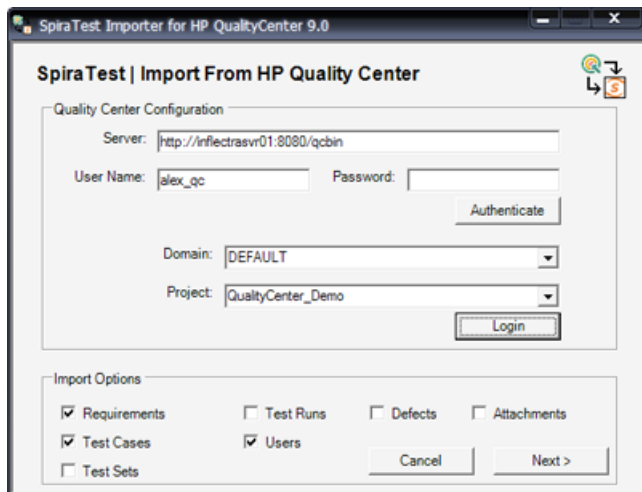 SpiraTest Importer for HP QualityCenter 9.0
SpiraTest | Import From HP Quality Center
Quality Center Configuration
Server: http://inflectrasvr01:8080/qcbin
User Name: alex_qc Password:
Authenticate
Domain: DEFAULT
Project: QualityCenter_Demo
Login
Import Options
Requirements Test Runs Defects Attachments
Test Cases Users
Test Sets Cancel Next >